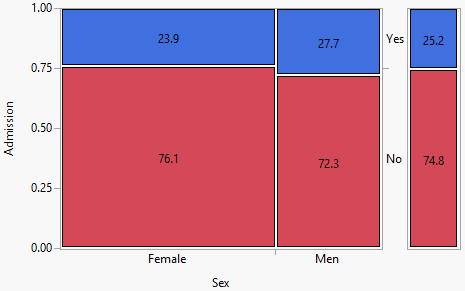 1.00
0.75
0.50
0.25
0.00
Admission
23.9
27.7
Yes
25.2
76.1
72.3
No
74.8
Female
Men
Sex